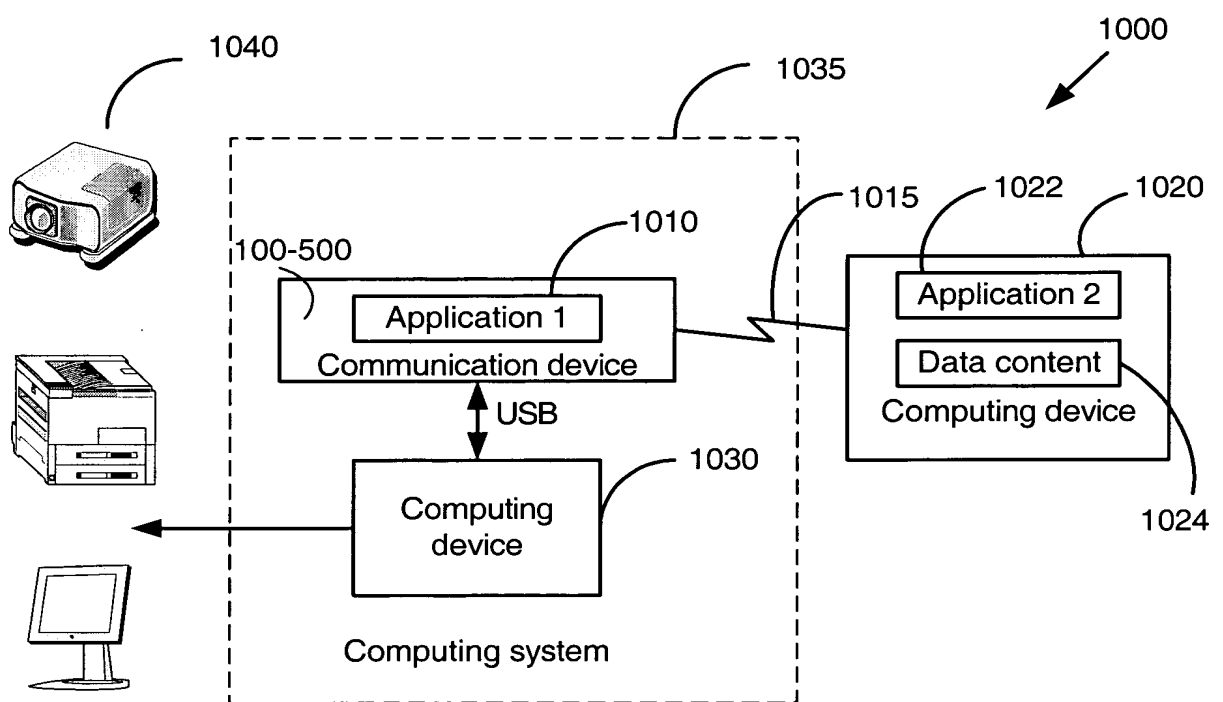 1000
1040
1035
1015
1022
1020
1010
100-500
Application 1
Communication device
Application 2
Data content
Computing device
USB
1030
1024
Computing
device
Computing system